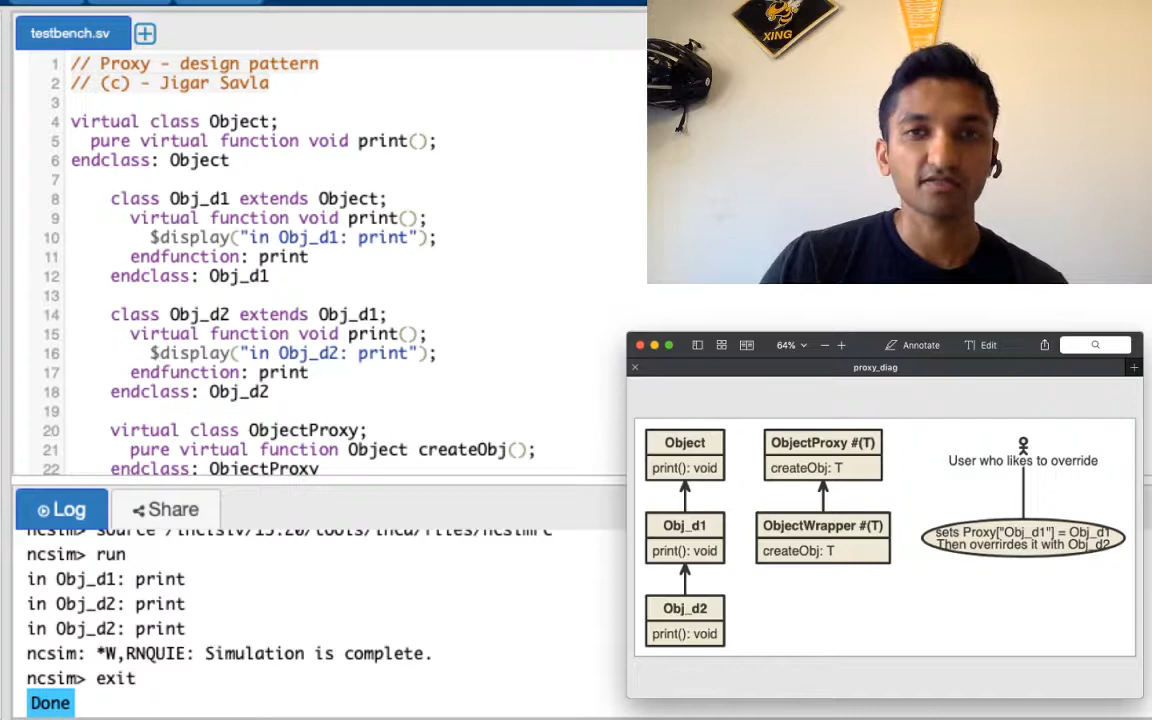 testbench.sv
1 // Proxy - design pattern
2 // (c) - Jigar Savla
3
4 virtual class Object;
5 pure virtual function void print();
6 endclass: Object
7
8 class Obj_d1 extends Object;
9 virtual function void print();
10 $display("in Obj_d1: print");
11 endfunction: print
12 endclass: Obj_d1
13
14 class Obj_d2 extends Obj_d1;
15 virtual function void print();
16 $display("in Obj_d2: print");
17 endfunction: print
18 endclass: Obj_d2
19
20 virtual class ObjectProxy;
21 pure virtual function Object createObj();
22 endclass: ObjectProxy
Log
Share
ncsim> run
in Obj_d1: print
in Obj_d2: print
in Obj_d2: print
ncsim: *W,RNQUIE: Simulation is complete.
ncsim> exit
Done
XING
64%
Annotate
Edit
proxy_diag
Object
print(): void
Obj_d1
print(): void
Obj_d2
print(): void
ObjectProxy #(T)
createObj: T
ObjectWrapper #(T)
createObj: T
User who likes to override
sets Proxy["Obj_d1"] = Obj_d1
Then overrirdes it with Obj_d2